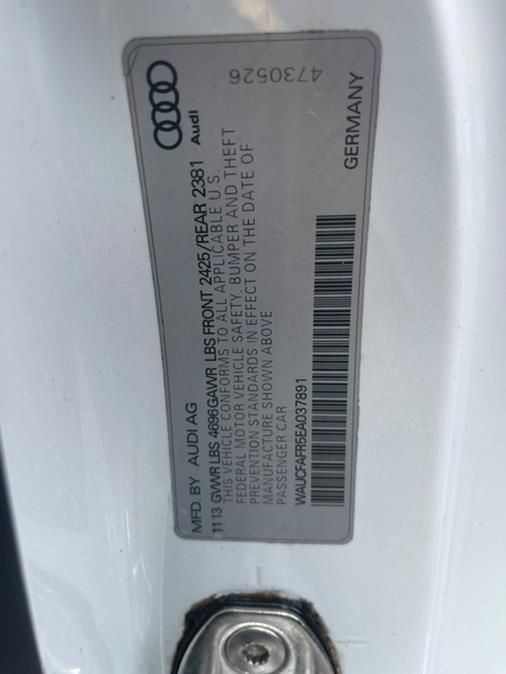 MFD. BY AUDI AG
Audi
11 13 GVWR LBS 4696GAWR LBS FRONT 2425/REAR 2381
THIS VEHICLE CONFORMS TO ALL APPLICABLE U.S.
FEDERAL MOTOR VEHICLE SAFETY, BUMPER AND THEFT
PREVENTION STANDARDS IN EFFECT ON THE DATE OF
MANUFACTURE SHOWN ABOVE
PASSENGER CAR
WAUCFAFR5EA037891
GERMANY
4730526